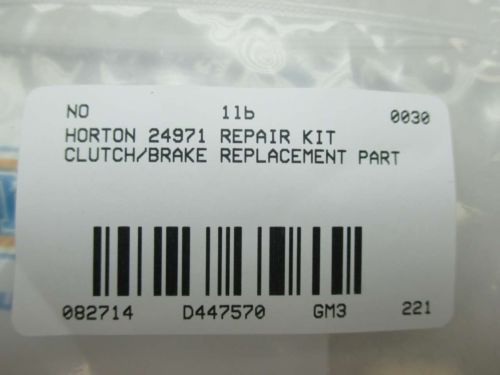 NO 1lb 0030
HORTON 24971 REPAIR KIT
CLUTCH/BRAKE REPLACEMENT PART
082714 D447570 GM3 221